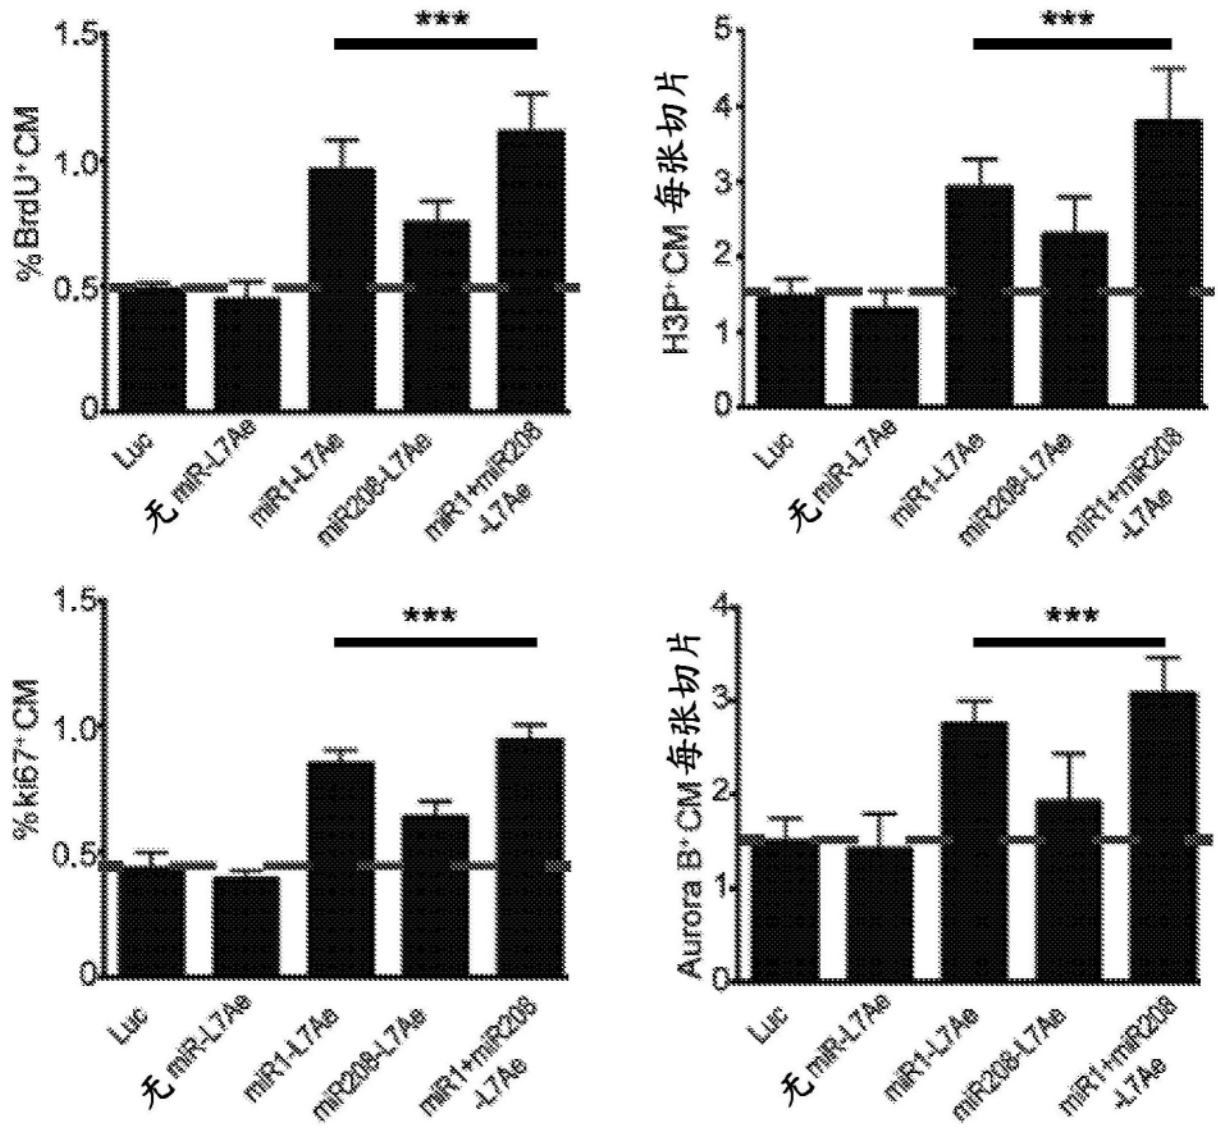 ***
1.5
1.0
0.5
0
%BrdU⁺CM
Luc
无 miR-L7Ae
miR1-L7Ae
miR208-L7Ae
miR1+miR208
-L7Ae
***
5
4
3
2
1
0
H3P⁺CM 每张切片
Luc
无 miR-L7Ae
miR1-L7Ae
miR208-L7Ae
miR1+miR208
-L7Ae
***
1.5
1.0
0.5
0
%ki67⁺CM
Luc
无 miR-L7Ae
miR1-L7Ae
miR208-L7Ae
miR1+miR208
-L7Ae
***
4
3
2
1
0
Aurora B⁺ CM 每张切片
Luc
无 miR-L7Ae
miR1-L7Ae
miR208-L7Ae
miR1+miR208
-L7Ae